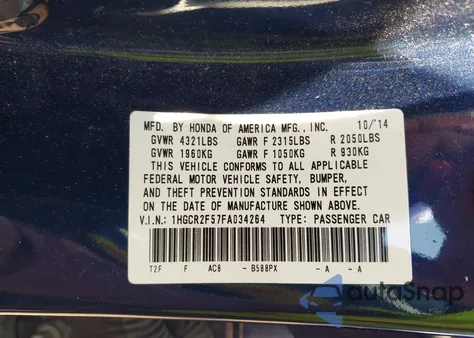 MFD. BY HONDA OF AMERICA MFG., INC. 10/14
GVWR 4321LBS GAWR F 2315LBS R 2050LBS
GVWR 1960KG GAWR F 1050KG R 930KG
THIS VEHICLE CONFORMS TO ALL APPLICABLE
FEDERAL MOTOR VEHICLE SAFETY, BUMPER,
AND THEFT PREVENTION STANDARDS IN EFFECT
ON THE DATE OF MANUFACTURE SHOWN ABOVE.
V.I.N.: 1HGCR2F57FA034264 TYPE: PASSENGER CAR
T2F F AC8 - B588PX - A - A
autoSnap